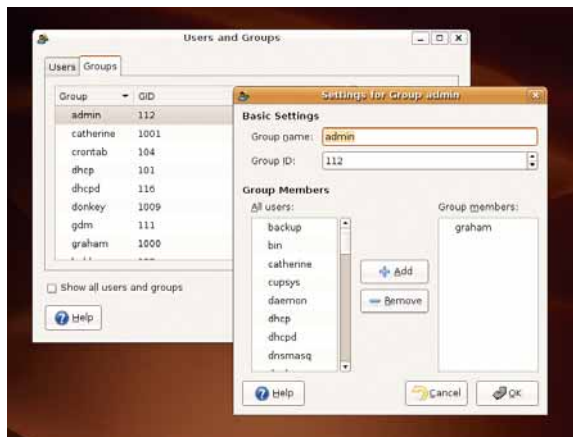 Users and Groups
Users Groups
Group GID
admin 112
catherine 1001
crontab 104
dhcp 101
dhcpd 116
donkey 1009
gdm 111
graham 1000
Show all users and groups
Help
Settings for Group admin
Basic Settings
Group name: admin
Group ID: 112
Group Members
All users:
backup
bin
catherine
cupsys
daemon
dhcp
dhcpd
dnsmasq
Add
Remove
Group members:
graham
Help
Cancel
OK